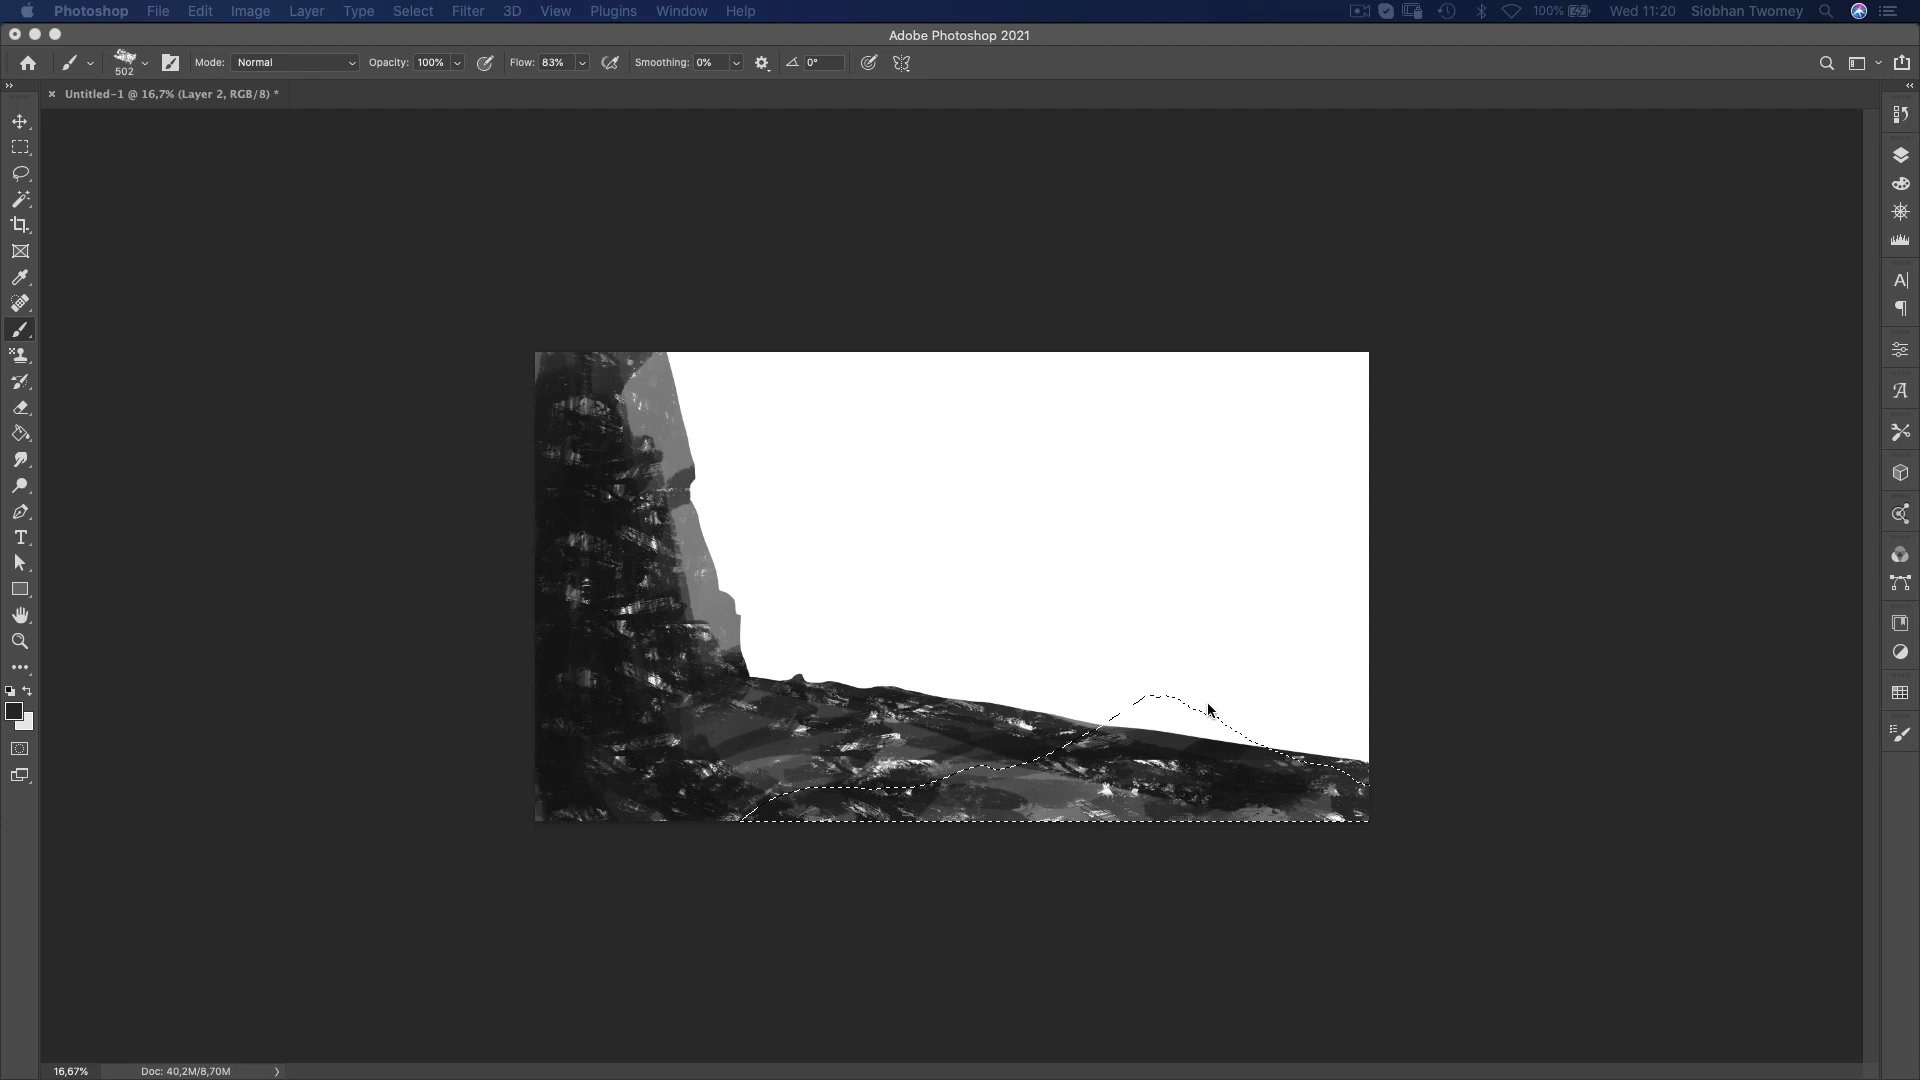 Photoshop File Edit Image Layer Type Select Filter 3D View Plugins Window Help 100% Wed 11:20 Siobhan Twomey
Adobe Photoshop 2021
502 Mode: Normal Opacity: 100% Flow: 83% Smoothing: 0% 0°
Untitled-1 @ 16,7% (Layer 2, RGB/8) *
16,67% Doc: 40,2M/8,70M